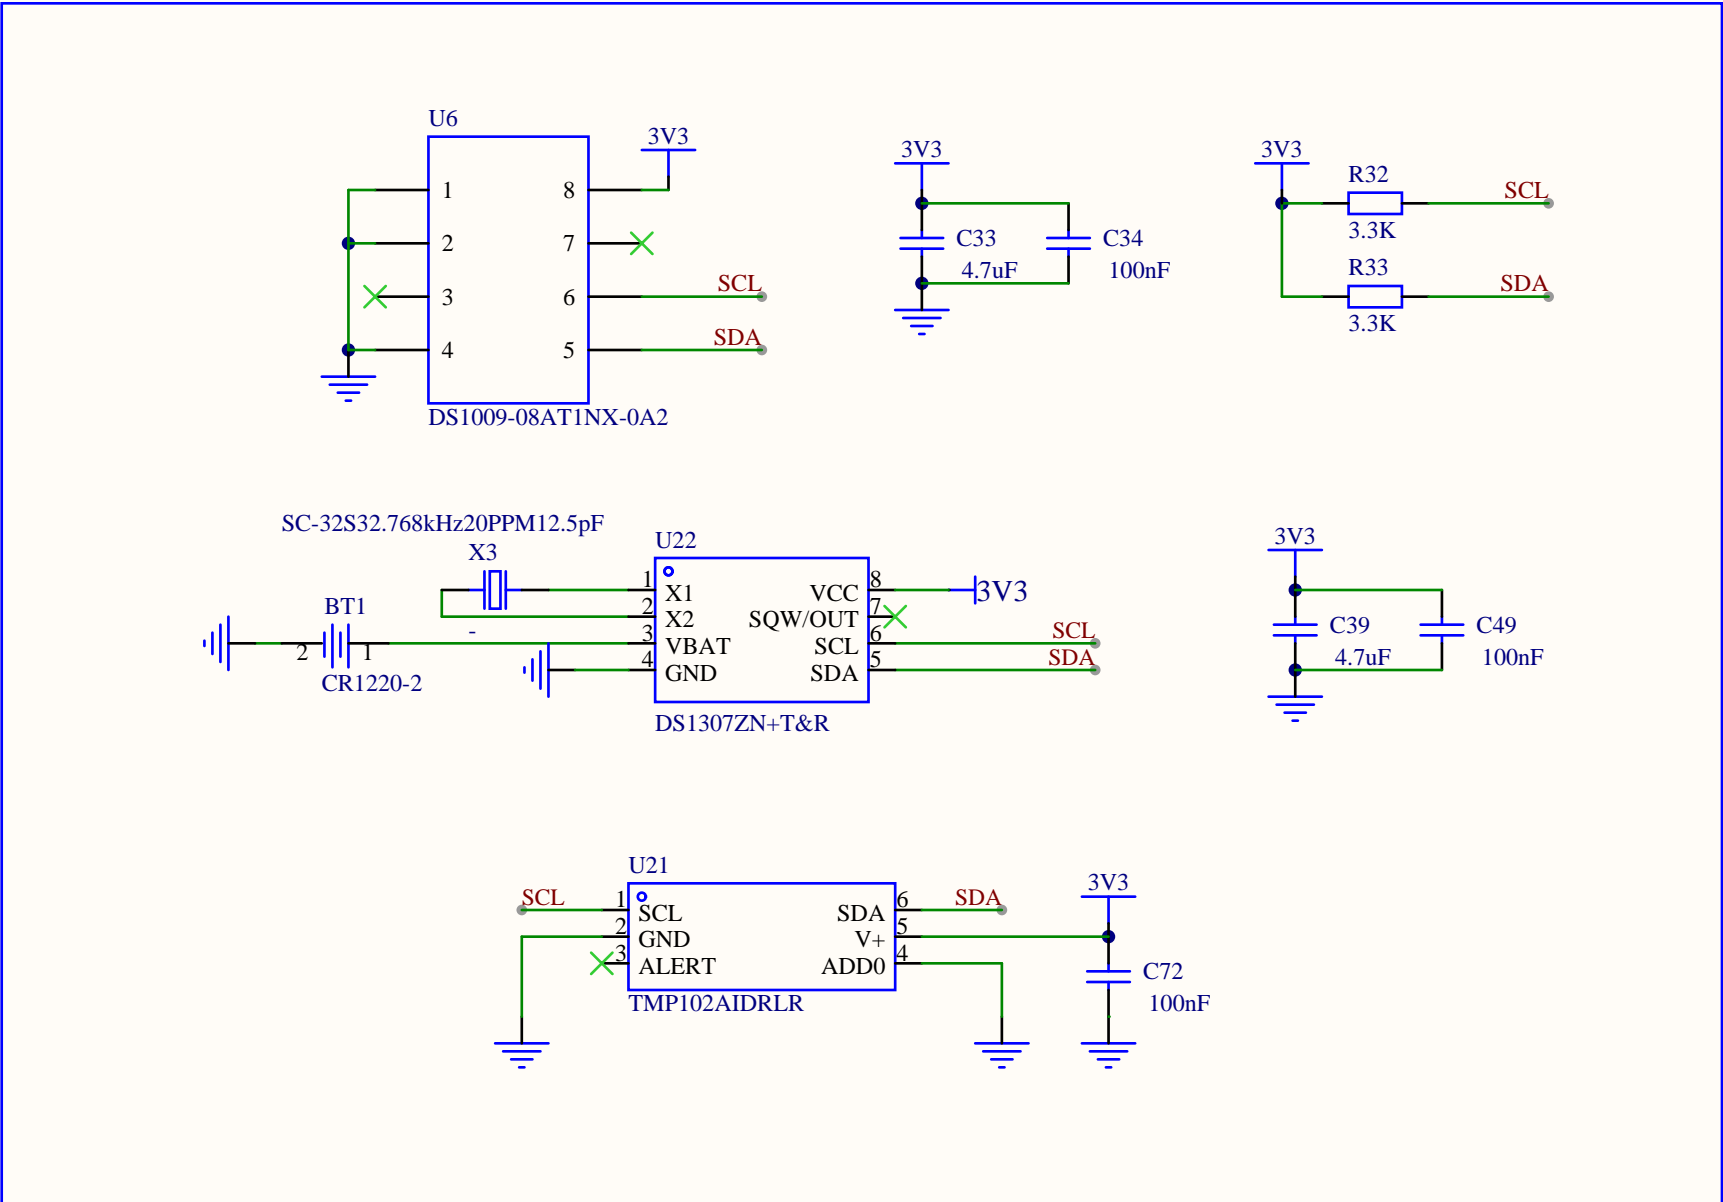 U6
3V3
1
8
2
7
3
6
SCL
4
5
SDA
DS1009-08AT1NX-0A2
3V3
C33
4.7uF
C34
100nF
3V3
R32
SCL
3.3K
R33
SDA
3.3K
SC-32S32.768kHz20PPM12.5pF
X3
-
BT1
2
1
CR1220-2
U22
1
X1
VCC
8
3V3
2
X2
SQW/OUT
7
3
VBAT
SCL
6
SCL
4
GND
SDA
5
SDA
DS1307ZN+T&R
3V3
C39
4.7uF
C49
100nF
U21
SCL
1
SCL
SDA
6
SDA
2
GND
V+
5
3
ALERT
ADD0
4
TMP102AIDRLR
3V3
C72
100nF